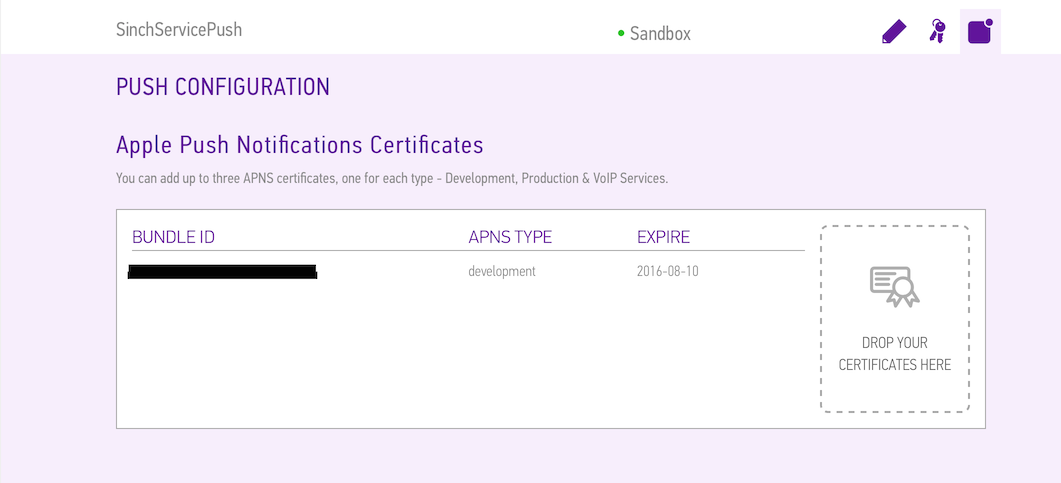 SinchServicePush
Sandbox
PUSH CONFIGURATION
Apple Push Notifications Certificates
You can add up to three APNS certificates, one for each type - Development, Production & VoIP Services.
BUNDLE ID APNS TYPE EXPIRE
development 2016-08-10
DROP YOUR
CERTIFICATES HERE